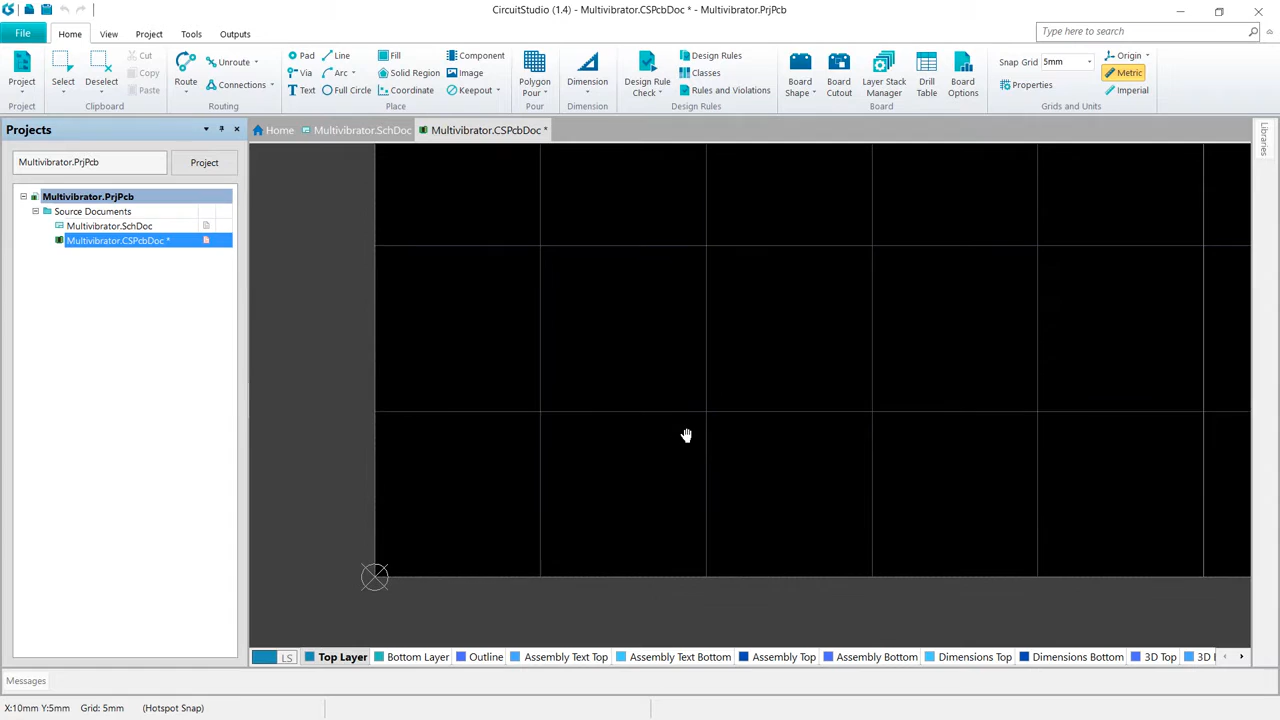 CircuitStudio (1.4) - Multivibrator.CSPcbDoc * - Multivibrator.PrjPcb
File
Home
View
Project
Tools
Outputs
Type here to search
Project
Select
Deselect
Cut
Copy
Paste
Route
Unroute
Connections
Pad
Via
Text
Line
Arc
Full Circle
Fill
Solid Region
Coordinate
Component
Image
Keepout
Polygon
Pour
Dimension
Design Rule
Check
Design Rules
Classes
Rules and Violations
Board
Shape
Board
Cutout
Layer Stack
Manager
Drill
Table
Board
Options
Snap Grid
5mm
Properties
Origin
Metric
Imperial
Project
Clipboard
Routing
Place
Pour
Dimension
Design Rules
Board
Grids and Units
Projects
Home
Multivibrator.SchDoc
Multivibrator.CSPcbDoc *
Libraries
Multivibrator.PrjPcb
Project
Multivibrator.PrjPcb
Source Documents
Multivibrator.SchDoc
Multivibrator.CSPcbDoc *
LS
Top Layer
Bottom Layer
Outline
Assembly Text Top
Assembly Text Bottom
Assembly Top
Assembly Bottom
Dimensions Top
Dimensions Bottom
3D Top
3D
Messages
X:10mm Y:5mm
Grid: 5mm
(Hotspot Snap)